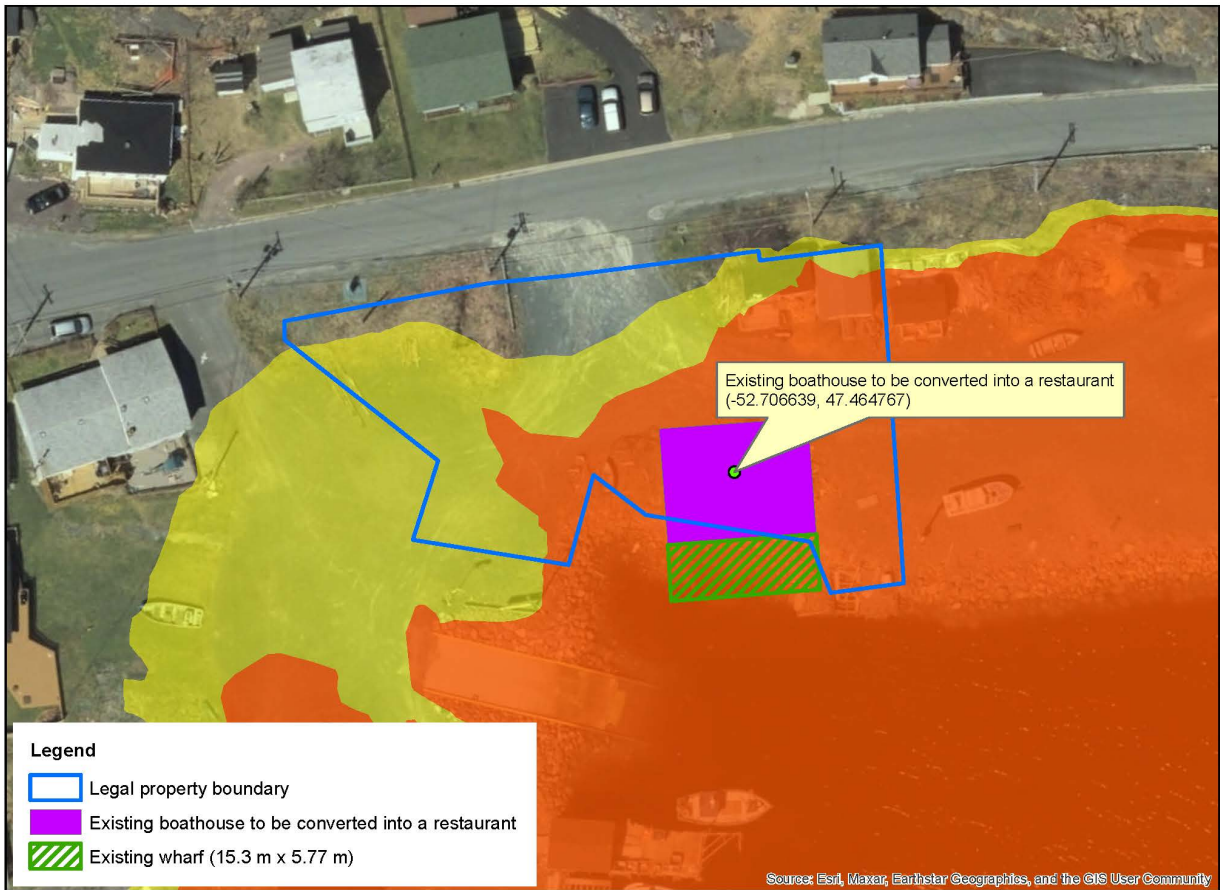 Existing boathouse to be converted into a restaurant
(-52.706639, 47.464767)
Legend
Legal property boundary
Existing boathouse to be converted into a restaurant
Existing wharf (15.3 m x 5.77 m)
Source: Esri, Maxar, Earthstar Geographics, and the GIS User Community